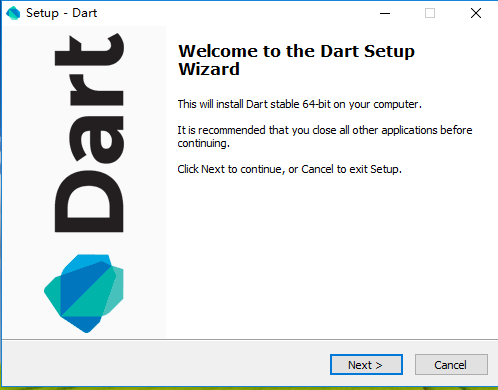 Setup - Dart
Dart
Welcome to the Dart Setup
Wizard
This will install Dart stable 64-bit on your computer.
It is recommended that you close all other applications before
continuing.
Click Next to continue, or Cancel to exit Setup.
Next >
Cancel